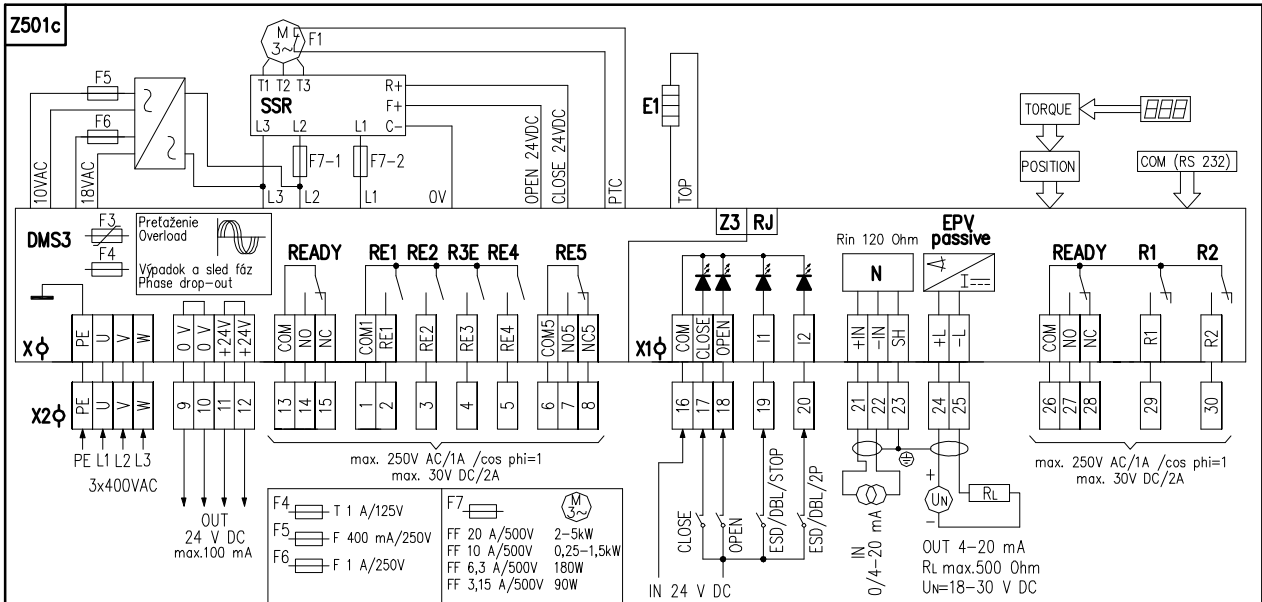 Z501c
M
3~
F1
F5
F6
T1 T2 T3
SSR
R+
F+
C-
L3 L2 L1
F7-1
F7-2
E1
TORQUE
POSITION
COM (RS 232)
10VAC
18VAC
L3
L2
L1
0V
OPEN 24VDC
CLOSE 24VDC
PTC
TOP
DMS3
F3
F4
Preťaženie
Overload
Výpadok a sled fáz
Phase drop-out
READY
RE1 RE2 R3E RE4
RE5
Z3 RJ
Rin 120 Ohm
N
EPV
passive
I
READY
R1
R2
X
PE
U
V
W
0 V
0 V
+24V
+24V
COM
NO
NC
COM1
RE1
RE2
RE3
RE4
COM5
NO5
NC5
X1
COM
CLOSE
OPEN
I1
I2
+IN
-IN
SH
+L
-L
COM
NO
NC
R1
R2
X2
PE
U
V
W
9
10
11
12
13
14
15
1
2
3
4
5
6
7
8
16
17
18
19
20
21
22
23
24
25
26
27
28
29
30
PE L1 L2 L3
3x400VAC
OUT
24 V DC
max.100 mA
max. 250V AC/1A /cos phi=1
max. 30V DC/2A
F4 T 1 A/125V
F5 F 400 mA/250V
F6 F 1 A/250V
F7
M
3~
FF 20 A/500V 2-5kW
FF 10 A/500V 0,25-1,5kW
FF 6,3 A/500V 180W
FF 3,15 A/500V 90W
CLOSE
OPEN
ESD/DBL/STOP
ESD/DBL/2P
IN 24 V DC
IN
0/4-20 mA
+
UN
-
RL
OUT 4-20 mA
RL max.500 Ohm
UN=18-30 V DC
max. 250V AC/1A /cos phi=1
max. 30V DC/2A